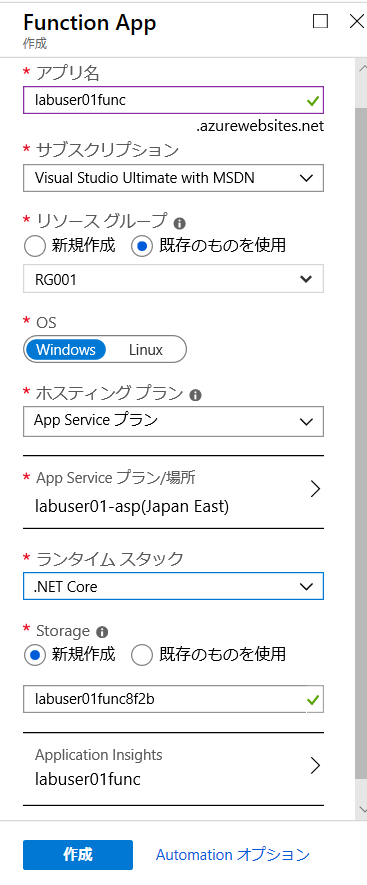 Function App
作成
* アプリ名
labuser01func
.azurewebsites.net
* サブスクリプション
Visual Studio Ultimate with MSDN
* リソース グループ
新規作成 既存のものを使用
RG001
* OS
Windows Linux
* ホスティング プラン
App Service プラン
* App Service プラン/場所
labuser01-asp(Japan East)
* ランタイム スタック
.NET Core
* Storage
新規作成 既存のものを使用
labuser01func8f2b
Application Insights
labuser01func
作成 Automation オプション